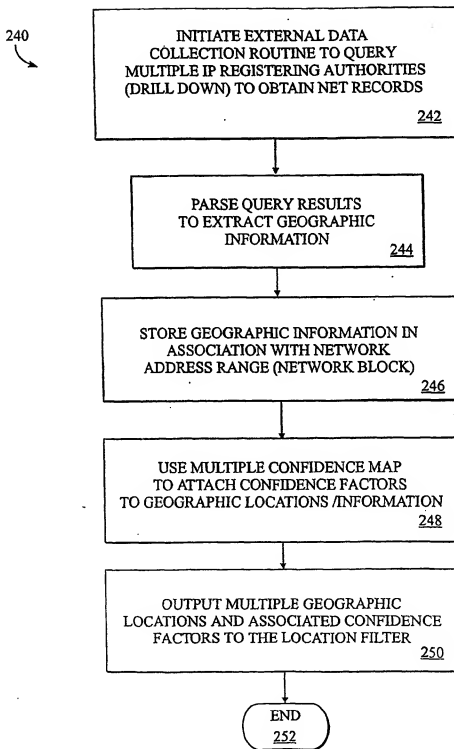 240
INITIATE EXTERNAL DATA
COLLECTION ROUTINE TO QUERY
MULTIPLE IP REGISTERING AUTHORITIES
(DRILL DOWN) TO OBTAIN NET RECORDS
242
PARSE QUERY RESULTS
TO EXTRACT GEOGRAPHIC
INFORMATION
244
STORE GEOGRAPHIC INFORMATION IN
ASSOCIATION WITH NETWORK
ADDRESS RANGE (NETWORK BLOCK)
246
USE MULTIPLE CONFIDENCE MAP
TO ATTACH CONFIDENCE FACTORS
TO GEOGRAPHIC LOCATIONS /INFORMATION
248
OUTPUT MULTIPLE GEOGRAPHIC
LOCATIONS AND ASSOCIATED CONFIDENCE
FACTORS TO THE LOCATION FILTER
250
END
252